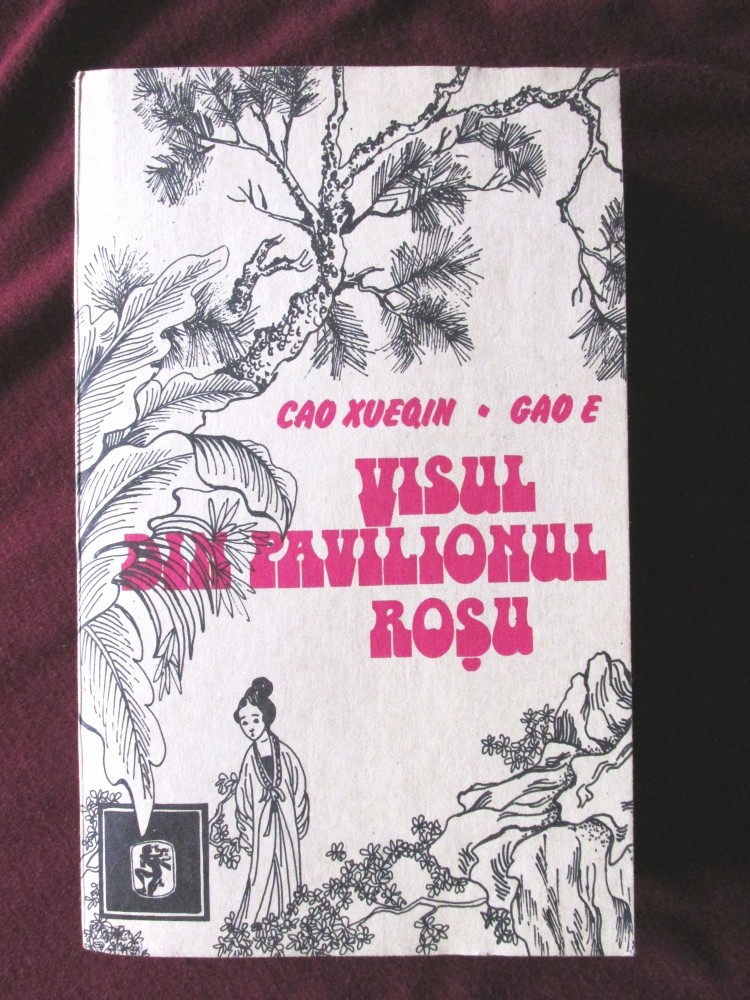 CAO XUEQIN • GAO E
VISUL
DIN PAVILIONUL
ROȘU